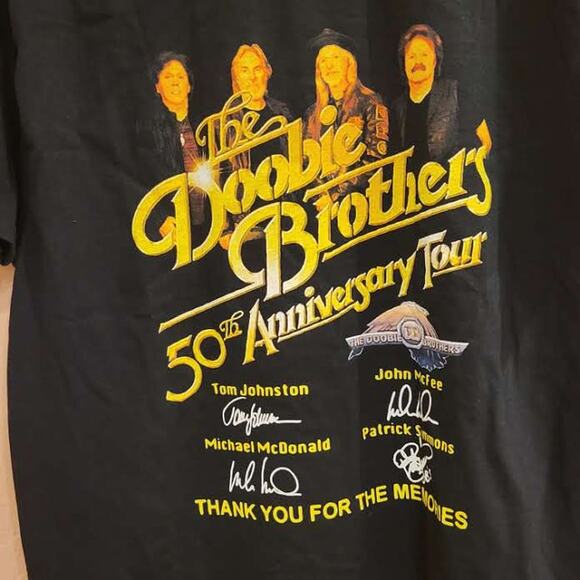 The
Doobie
Brothers
50th Anniversary Tour
THE DOOBIE BROTHERS
Tom Johnston
John McFee
Michael McDonald
Patrick Simmons
THANK YOU FOR THE MEMORIES